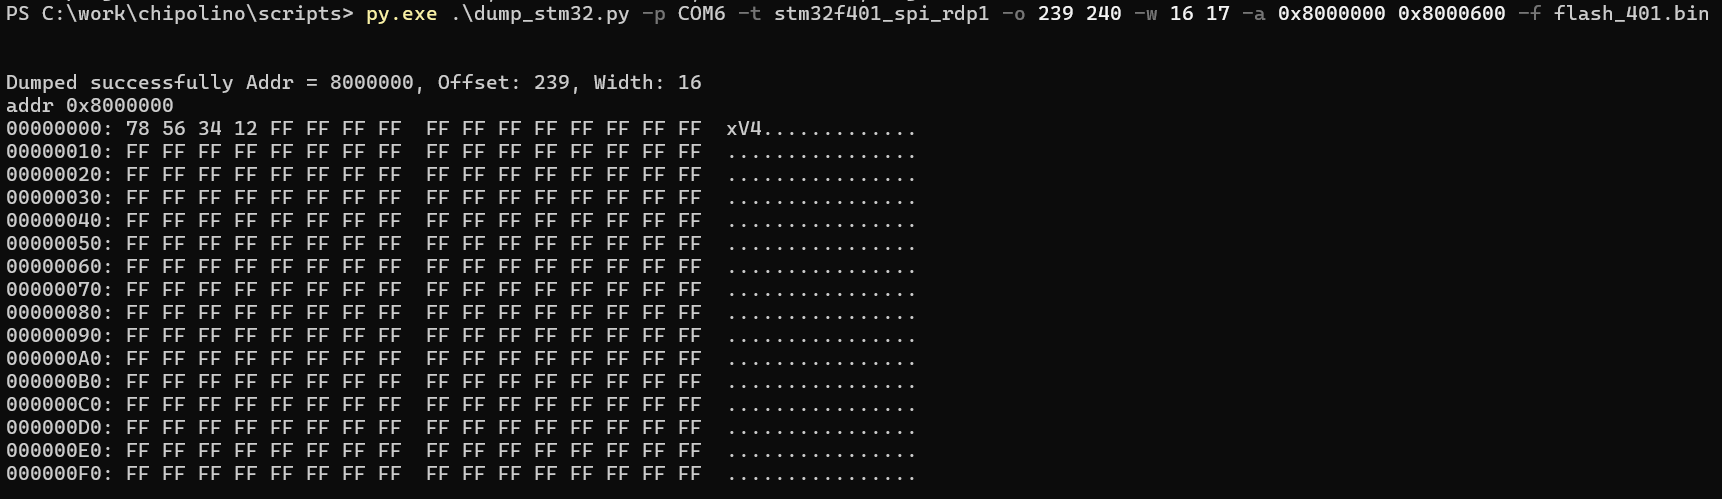 PS C:\work\chipolino\scripts> py.exe .\dump_stm32.py -p COM6 -t stm32f401_spi_rdp1 -o 239 240 -w 16 17 -a 0x8000000 0x8000600 -f flash_401.bin
Dumped successfully Addr = 8000000, Offset: 239, Width: 16
addr 0x8000000
00000000: 78 56 34 12 FF FF FF FF  FF FF FF FF FF FF FF FF  xV4.............
00000010: FF FF FF FF FF FF FF FF  FF FF FF FF FF FF FF FF  ................
00000020: FF FF FF FF FF FF FF FF  FF FF FF FF FF FF FF FF  ................
00000030: FF FF FF FF FF FF FF FF  FF FF FF FF FF FF FF FF  ................
00000040: FF FF FF FF FF FF FF FF  FF FF FF FF FF FF FF FF  ................
00000050: FF FF FF FF FF FF FF FF  FF FF FF FF FF FF FF FF  ................
00000060: FF FF FF FF FF FF FF FF  FF FF FF FF FF FF FF FF  ................
00000070: FF FF FF FF FF FF FF FF  FF FF FF FF FF FF FF FF  ................
00000080: FF FF FF FF FF FF FF FF  FF FF FF FF FF FF FF FF  ................
00000090: FF FF FF FF FF FF FF FF  FF FF FF FF FF FF FF FF  ................
000000A0: FF FF FF FF FF FF FF FF  FF FF FF FF FF FF FF FF  ................
000000B0: FF FF FF FF FF FF FF FF  FF FF FF FF FF FF FF FF  ................
000000C0: FF FF FF FF FF FF FF FF  FF FF FF FF FF FF FF FF  ................
000000D0: FF FF FF FF FF FF FF FF  FF FF FF FF FF FF FF FF  ................
000000E0: FF FF FF FF FF FF FF FF  FF FF FF FF FF FF FF FF  ................
000000F0: FF FF FF FF FF FF FF FF  FF FF FF FF FF FF FF FF  ................